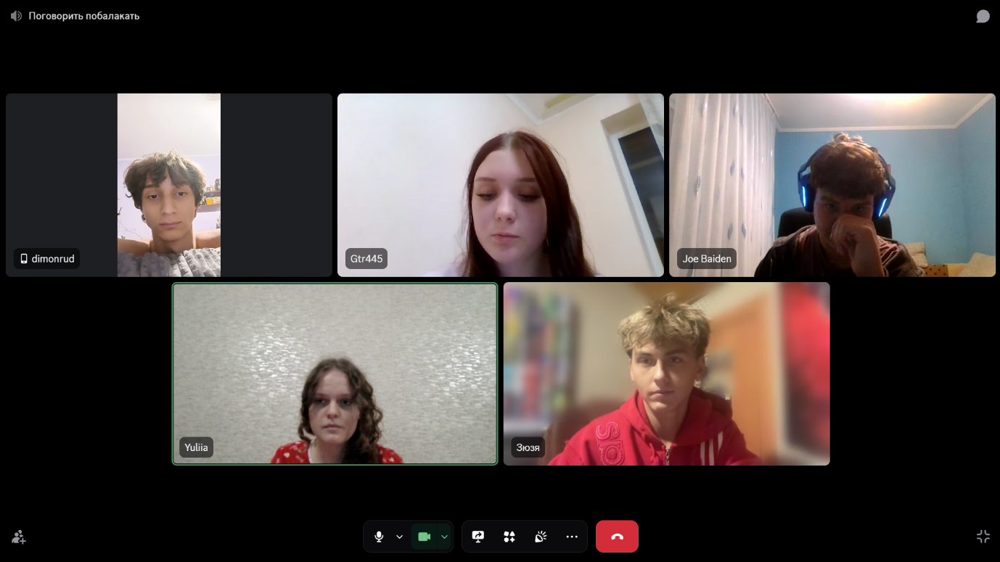 Поговорить побалакать
dimonrud
Gtr445
Joe Baiden
Yuliia
Зюзя